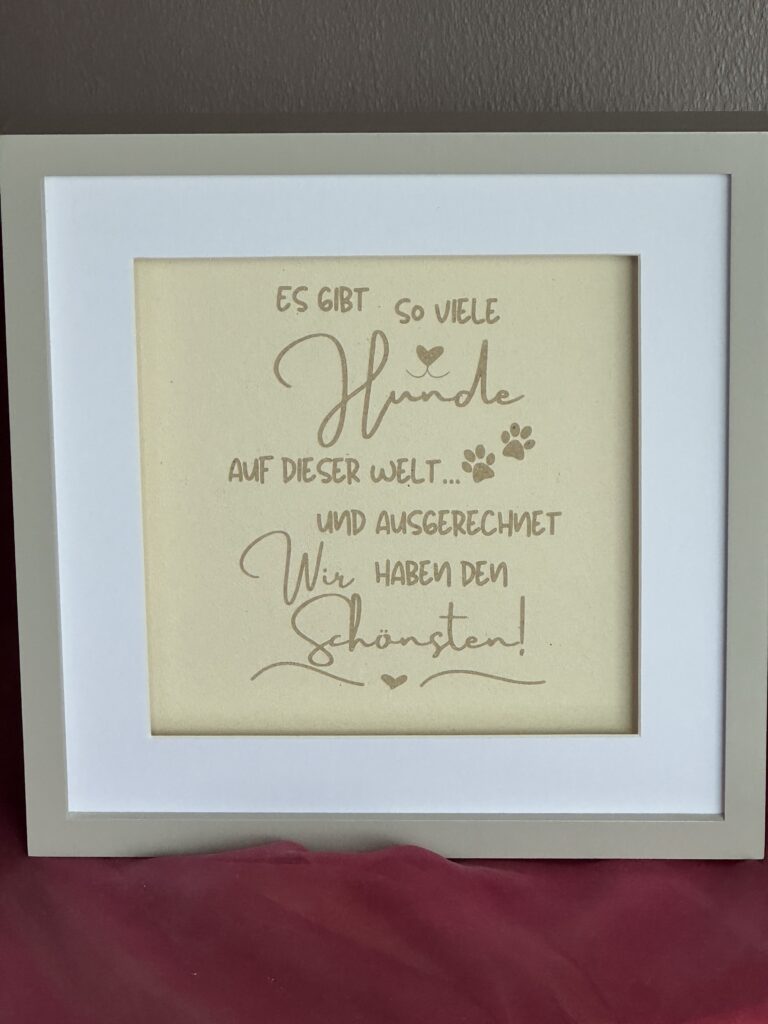 ES GIBT SO VIELE
Hunde
AUF DIESER WELT...
UND AUSGERECHNET
Wir HABEN DEN
Schönsten!